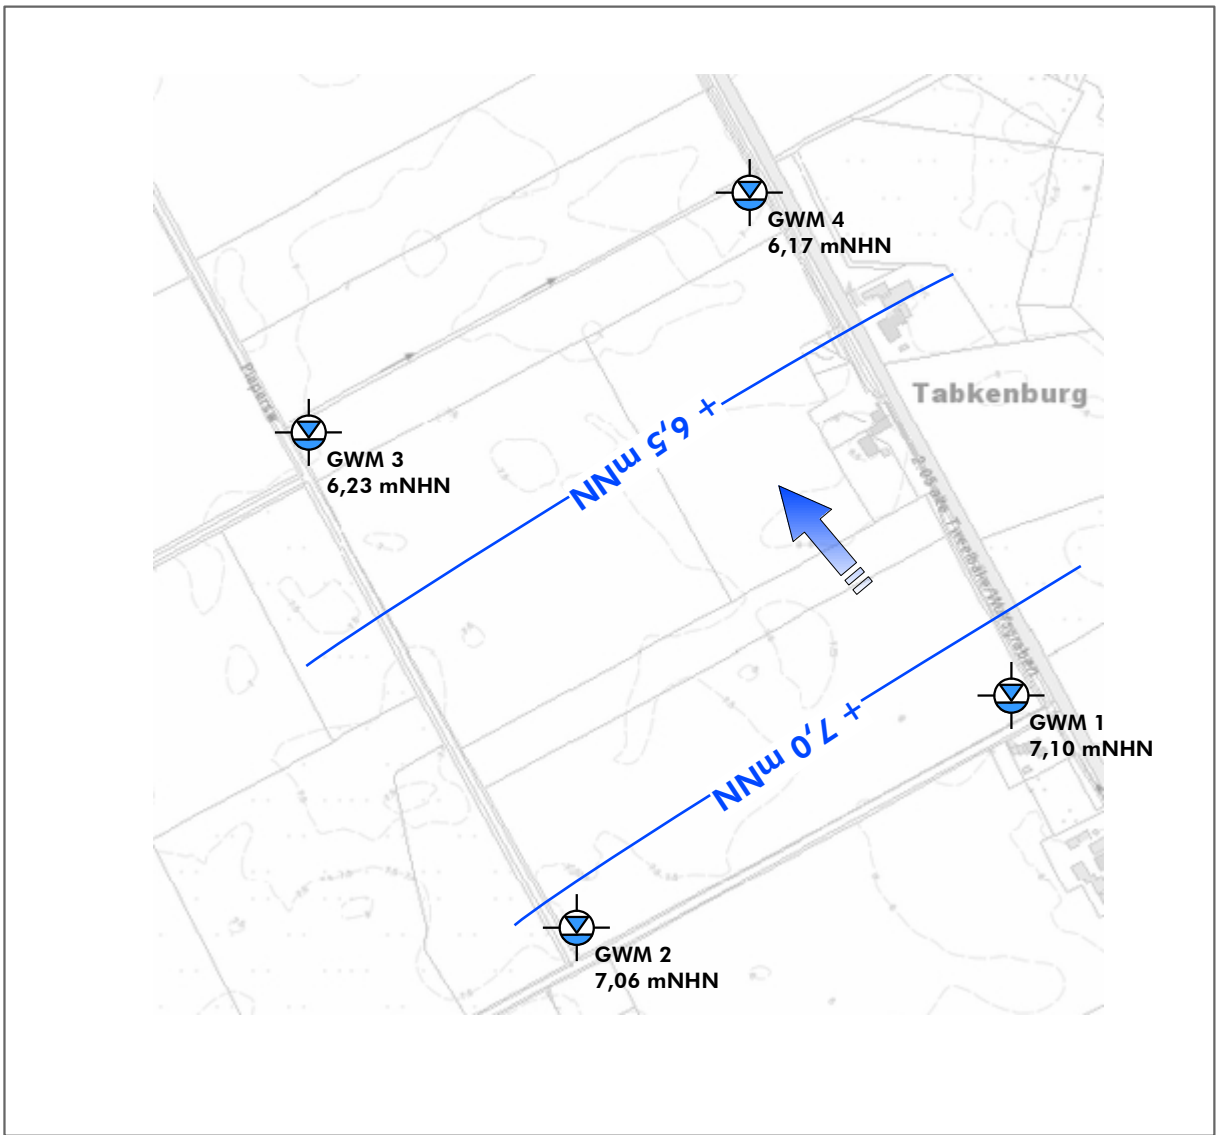 GWM 4
6,17 mNHN
Tabkenburg
+ 6,5 mNN
Pieperslie
GWM 3
6,23 mNHN
GWM 1
7,10 mNHN
+ 7,0 mNN
GWM 2
7,06 mNHN